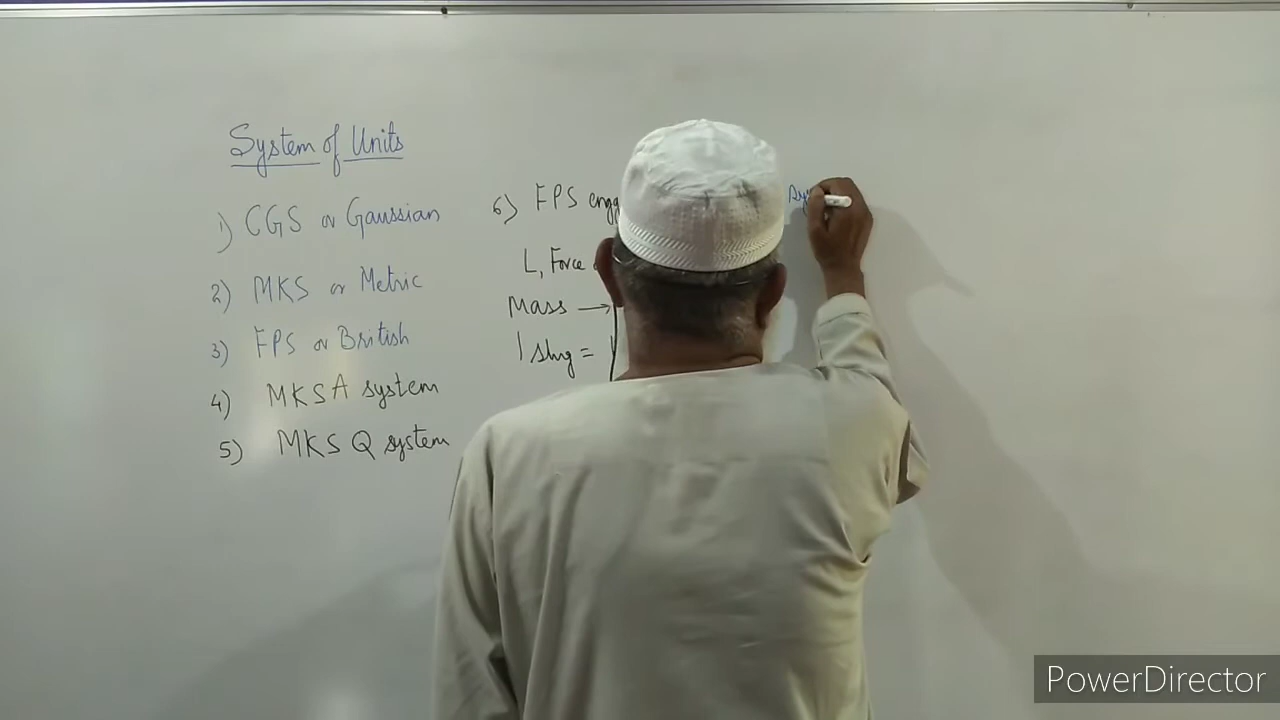 System of Units
1) CGS or Gaussian
2) MKS or Metric
3) FPS or British
4) MKSA system
5) MKS Q system
6) FPS engg
L, Force
Mass →
1 slug =
PowerDirector